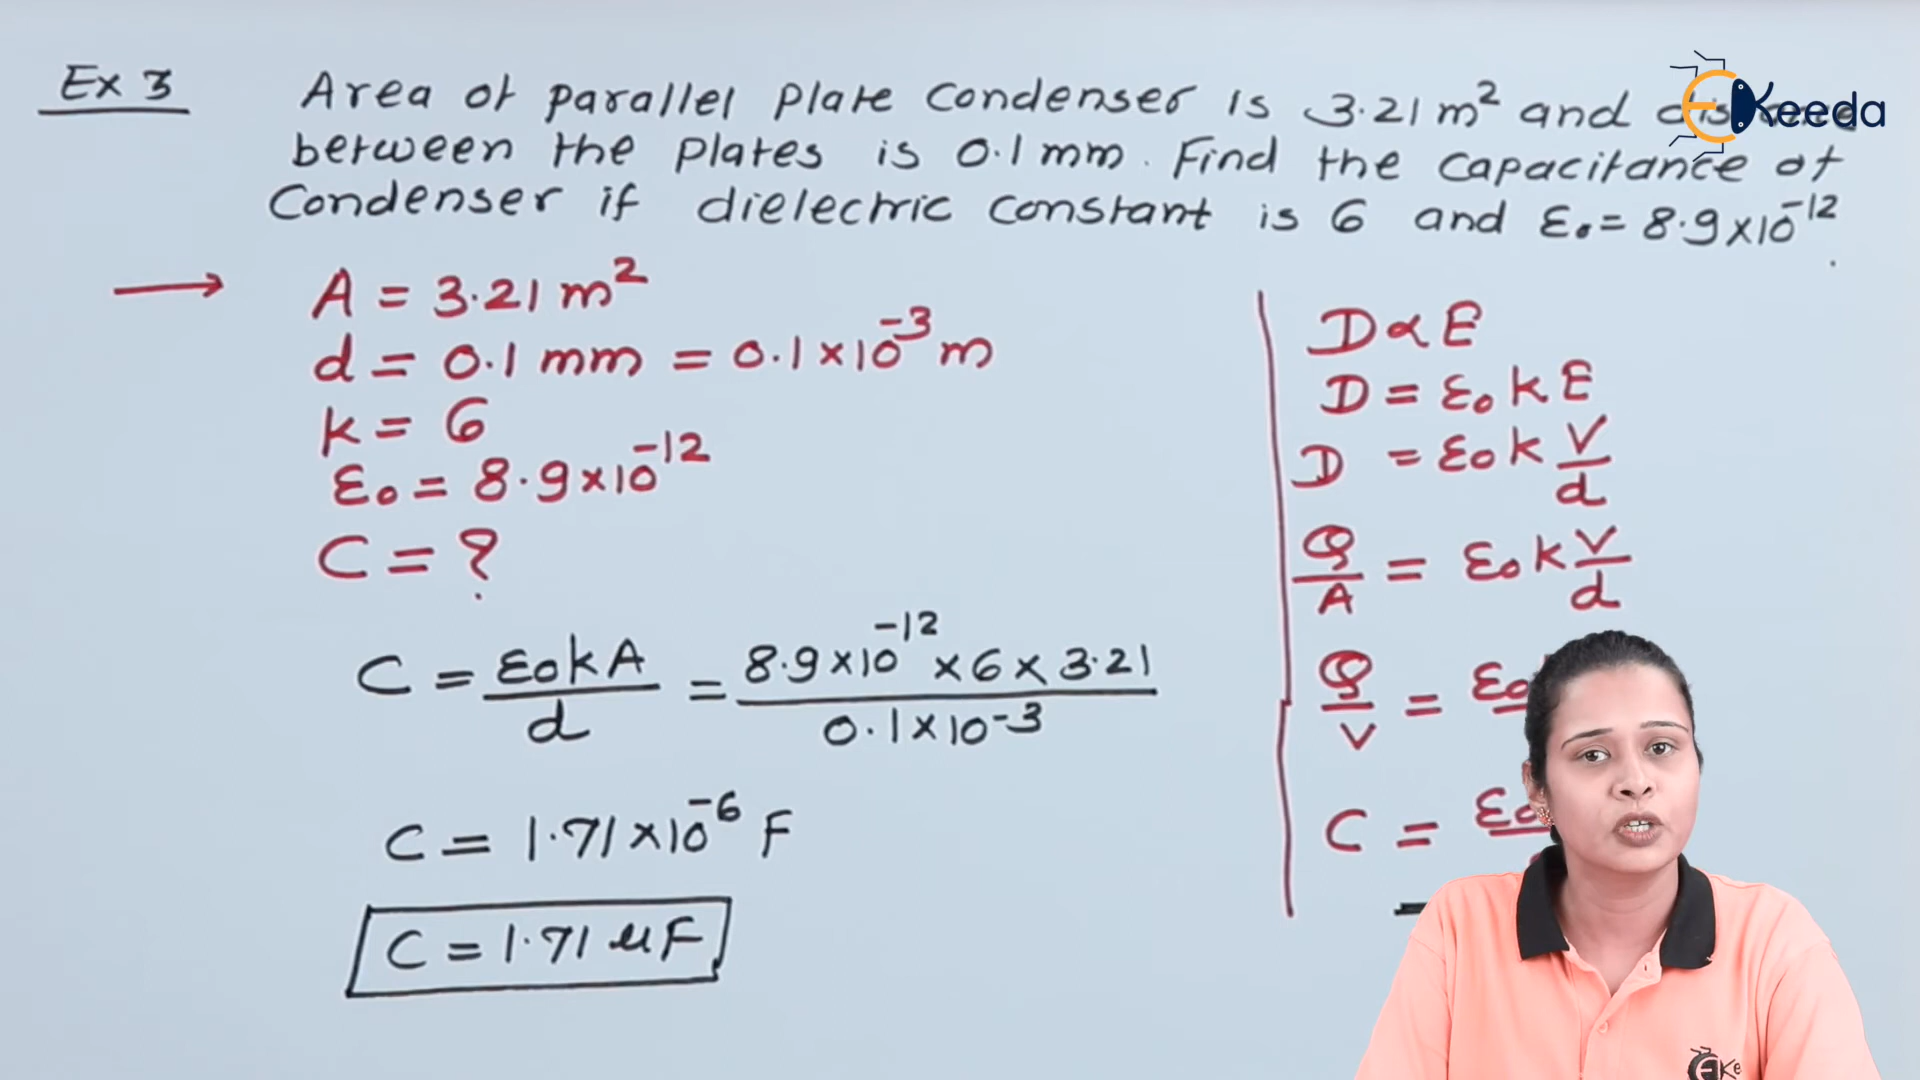 Ex 3 Area of parallel plate condenser is 3.21 m² and
between the plates is 0.1 mm. Find the capacitance of
condenser if dielectric constant is 6 and ε₀ = 8.9×10⁻¹².
→ A = 3.21 m²
d = 0.1 mm = 0.1×10⁻³ m
k = 6
ε₀ = 8.9×10⁻¹²
C = ?
C = ε₀kA/d = 8.9×10⁻¹²×6×3.21/0.1×10⁻³
C = 1.71×10⁻⁶ F
C = 1.71 μF
D∝E
D = ε₀kE
D = ε₀k V/d
Q/A = ε₀k V/d
Q/V = ε₀
C = ε₀
EKeeda